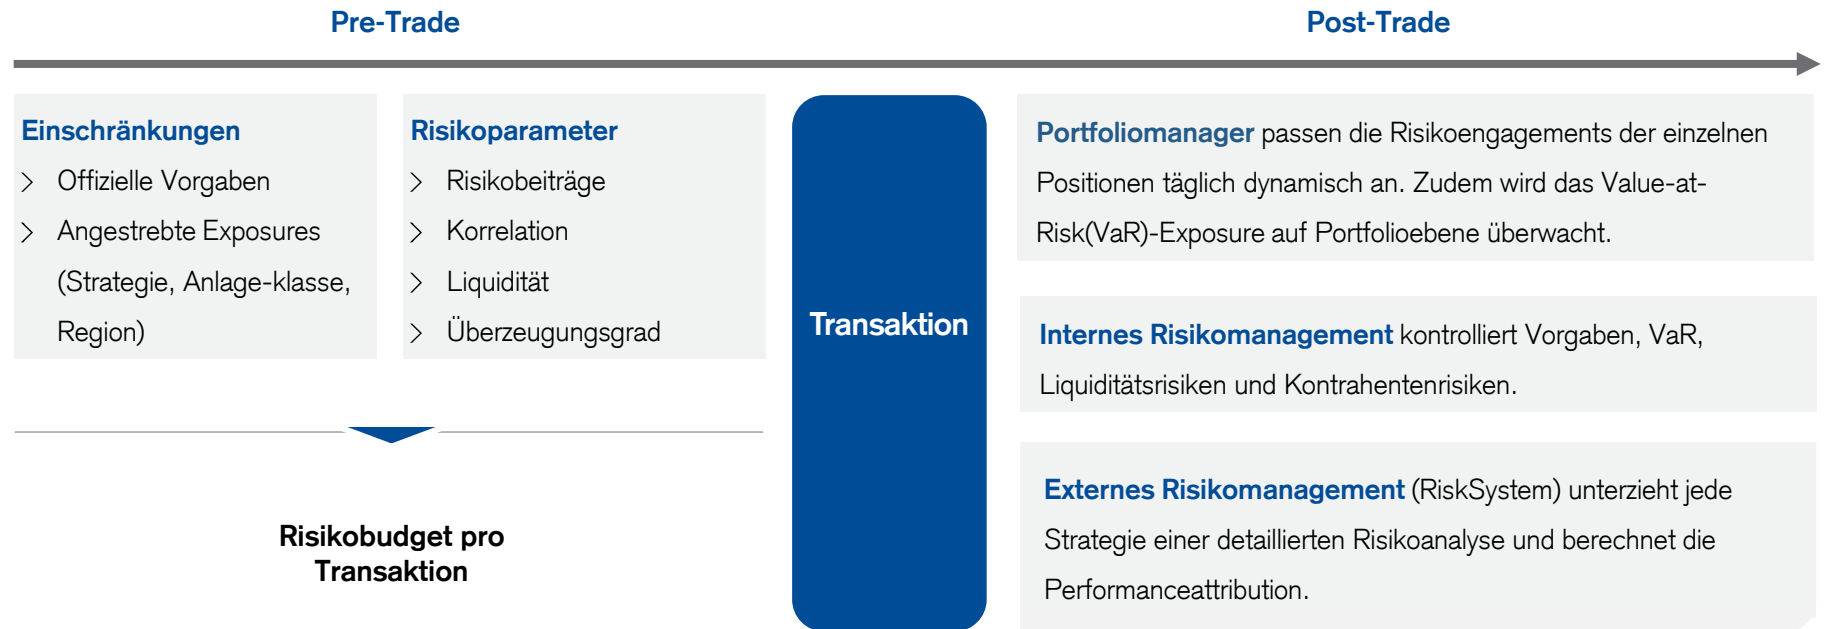 Pre-Trade
Post-Trade
Einschränkungen
> Offizielle Vorgaben
> Angestrebte Exposures
(Strategie, Anlage-klasse,
Region)
Risikoparameter
> Risikobeiträge
> Korrelation
> Liquidität
> Überzeugungsgrad
Risikobudget pro
Transaktion
Transaktion
Portfoliomanager passen die Risikoengagements der einzelnen
Positionen täglich dynamisch an. Zudem wird das Value-at-
Risk(VaR)-Exposure auf Portfolioebene überwacht.
Internes Risikomanagement kontrolliert Vorgaben, VaR,
Liquiditätsrisiken und Kontrahentenrisiken.
Externes Risikomanagement (RiskSystem) unterzieht jede
Strategie einer detaillierten Risikoanalyse und berechnet die
Performanceattribution.